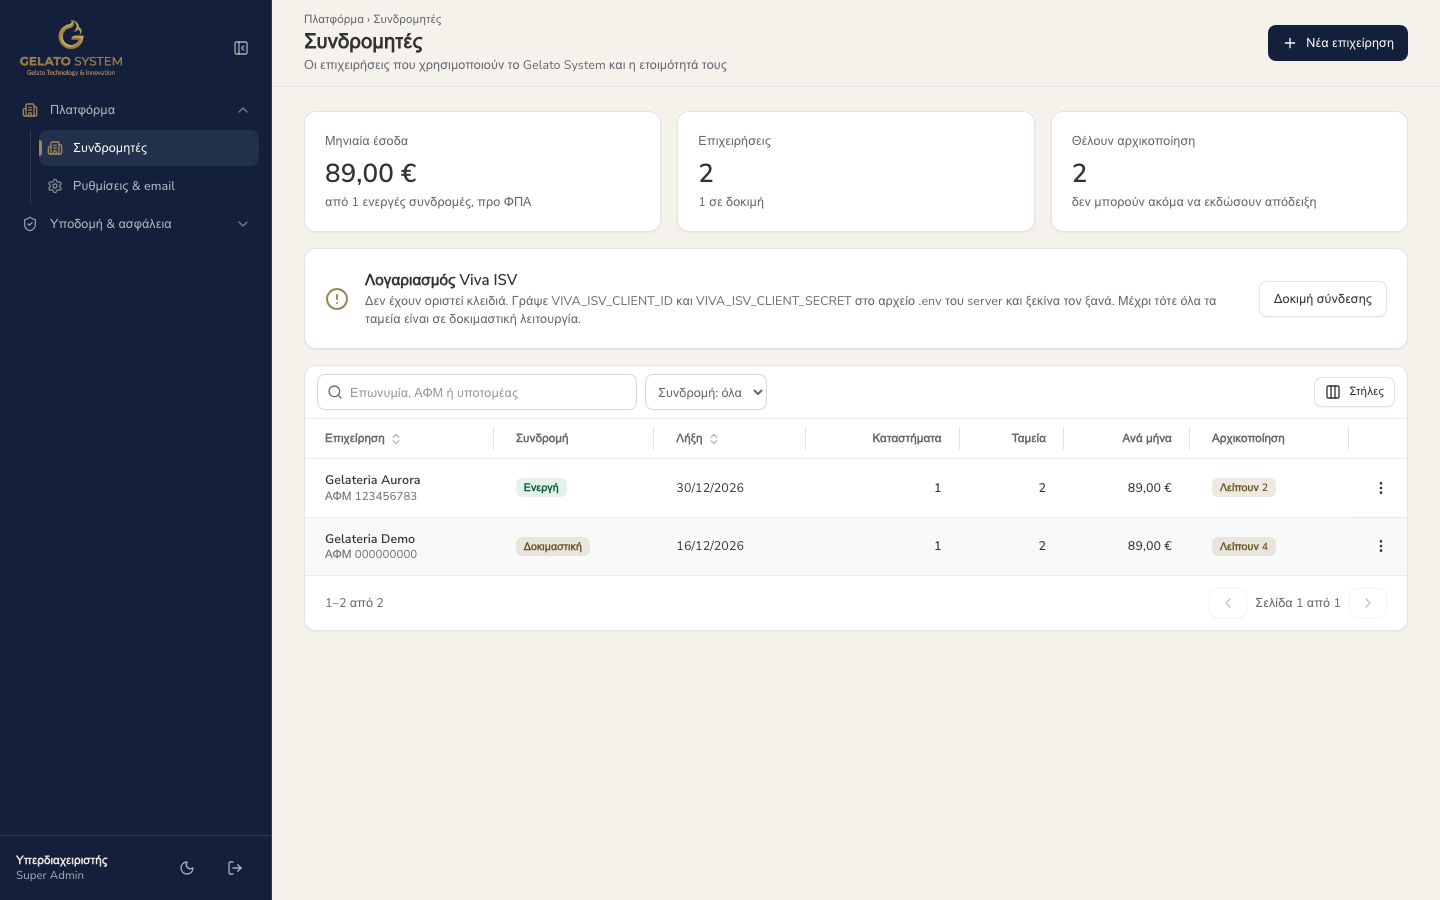 GELATO SYSTEM
Gelato Technology & Innovation
Πλατφόρμα
Συνδρομητές
Ρυθμίσεις & email
Υποδομή & ασφάλεια
Υπερδιαχειριστής
Super Admin
Πλατφόρμα › Συνδρομητές
Συνδρομητές
Οι επιχειρήσεις που χρησιμοποιούν το Gelato System και η ετοιμότητά τους
Νέα επιχείρηση
Μηνιαία έσοδα
89,00 €
από 1 ενεργές συνδρομές, προ ΦΠΑ
Επιχειρήσεις
2
1 σε δοκιμή
Θέλουν αρχικοποίηση
2
δεν μπορούν ακόμα να εκδώσουν απόδειξη
Λογαριασμός Viva ISV
Δεν έχουν οριστεί κλειδιά. Γράψε VIVA_ISV_CLIENT_ID και VIVA_ISV_CLIENT_SECRET στο αρχείο .env του server και ξεκίνα τον ξανά. Μέχρι τότε όλα τα
ταμεία είναι σε δοκιμαστική λειτουργία.
Δοκιμή σύνδεσης
Επωνυμία, ΑΦΜ ή υποτομέας
Συνδρομή: όλα
Στήλες
Επιχείρηση Συνδρομή Λήξη Καταστήματα Ταμεία Ανά μήνα Αρχικοποίηση
Gelateria Aurora
ΑΦΜ 123456783
Ενεργή 30/12/2026 1 2 89,00 € Λείπουν 2
Gelateria Demo
ΑΦΜ 000000000
Δοκιμαστική 16/12/2026 1 2 89,00 € Λείπουν 4
1–2 από 2
Σελίδα 1 από 1